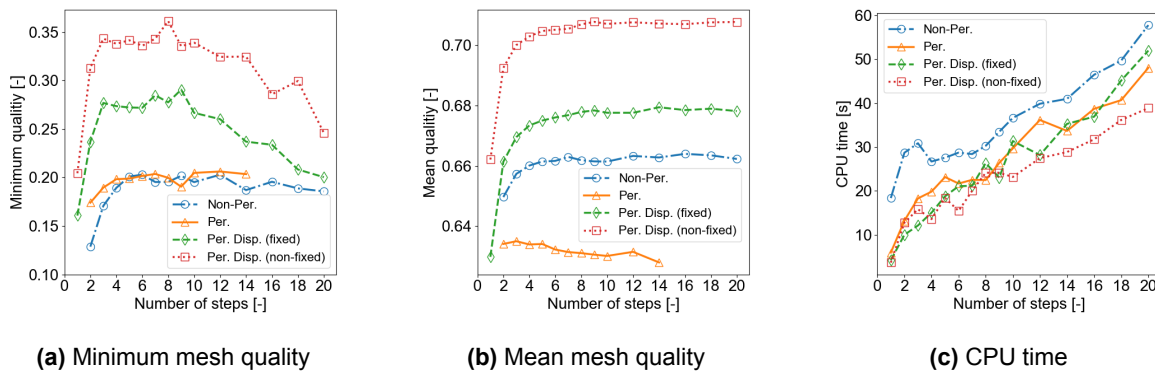 Minimum quality [-]
0.35
0.30
0.25
0.20
0.15
0.10
Non-Per.
Per.
Per. Disp. (fixed)
Per. Disp. (non-fixed)
0 2 4 6 8 10 12 14 16 18 20
Number of steps [-]
(a) Minimum mesh quality
Mean quality [-]
0.70
0.68
0.66
0.64
Non-Per.
Per.
Per. Disp. (fixed)
Per. Disp. (non-fixed)
0 2 4 6 8 10 12 14 16 18 20
Number of steps [-]
(b) Mean mesh quality
CPU time [s]
60
50
40
30
20
10
Non-Per.
Per.
Per. Disp. (fixed)
Per. Disp. (non-fixed)
0 2 4 6 8 10 12 14 16 18 20
Number of steps [-]
(c) CPU time